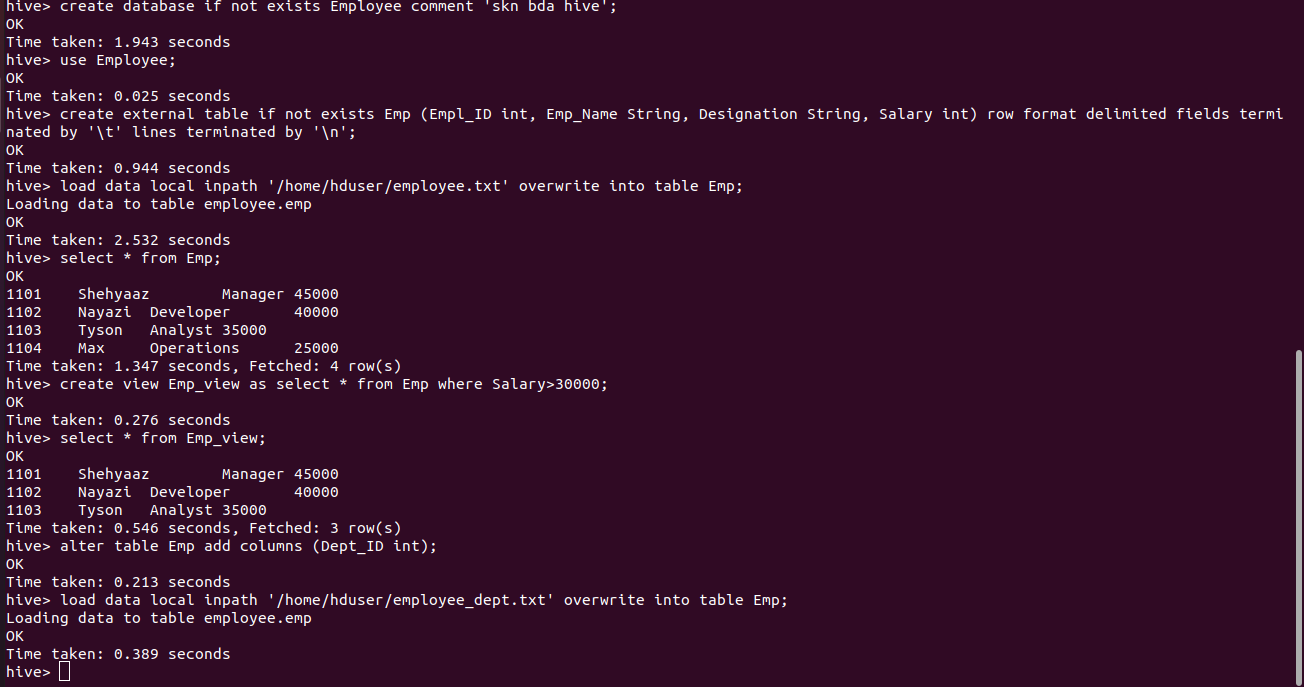 hive> create database if not exists Employee comment 'skn bda hive';
OK
Time taken: 1.943 seconds
hive> use Employee;
OK
Time taken: 0.025 seconds
hive> create external table if not exists Emp (Empl_ID int, Emp_Name String, Designation String, Salary int) row format delimited fields termi
nated by '\t' lines terminated by '\n';
OK
Time taken: 0.944 seconds
hive> load data local inpath '/home/hduser/employee.txt' overwrite into table Emp;
Loading data to table employee.emp
OK
Time taken: 2.532 seconds
hive> select * from Emp;
OK
1101    Shehyaaz        Manager 45000
1102    Nayazi  Developer       40000
1103    Tyson   Analyst 35000
1104    Max     Operations      25000
Time taken: 1.347 seconds, Fetched: 4 row(s)
hive> create view Emp_view as select * from Emp where Salary>30000;
OK
Time taken: 0.276 seconds
hive> select * from Emp_view;
OK
1101    Shehyaaz        Manager 45000
1102    Nayazi  Developer       40000
1103    Tyson   Analyst 35000
Time taken: 0.546 seconds, Fetched: 3 row(s)
hive> alter table Emp add columns (Dept_ID int);
OK
Time taken: 0.213 seconds
hive> load data local inpath '/home/hduser/employee_dept.txt' overwrite into table Emp;
Loading data to table employee.emp
OK
Time taken: 0.389 seconds
hive>